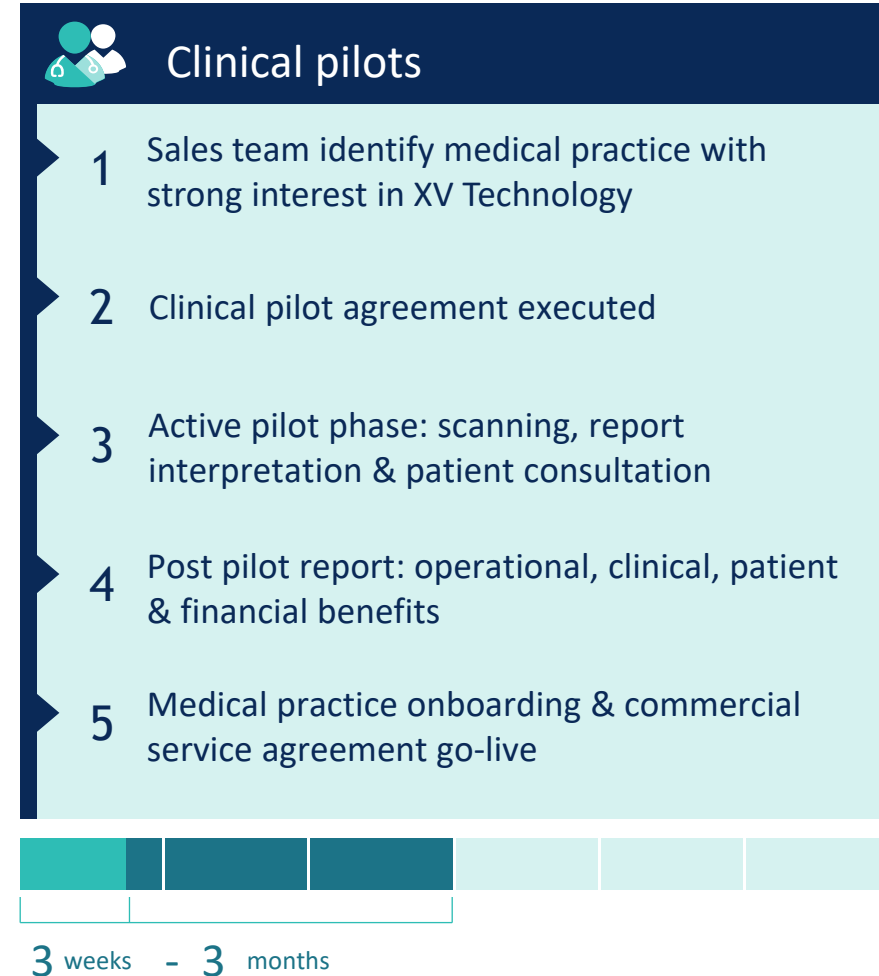 Clinical pilots
1 Sales team identify medical practice with
strong interest in XV Technology
2 Clinical pilot agreement executed
3 Active pilot phase: scanning, report
interpretation & patient consultation
4 Post pilot report: operational, clinical, patient
& financial benefits
5 Medical practice onboarding & commercial
service agreement go-live
3 weeks - 3 months